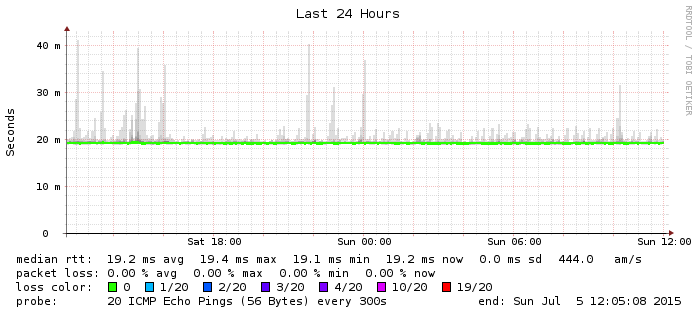 Last 24 Hours
RRDTOOL / TOBI OETIKER
Seconds
40 m
30 m
20 m
10 m
0
Sat 18:00 Sun 00:00 Sun 06:00 Sun 12:00
median rtt: 19.2 ms avg 19.4 ms max 19.1 ms min 19.2 ms now 0.0 ms sd 444.0 am/s
packet loss: 0.00 % avg 0.00 % max 0.00 % min 0.00 % now
loss color: 0 1/20 2/20 3/20 4/20 10/20 19/20
probe: 20 ICMP Echo Pings (56 Bytes) every 300s end: Sun Jul 5 12:05:08 2015